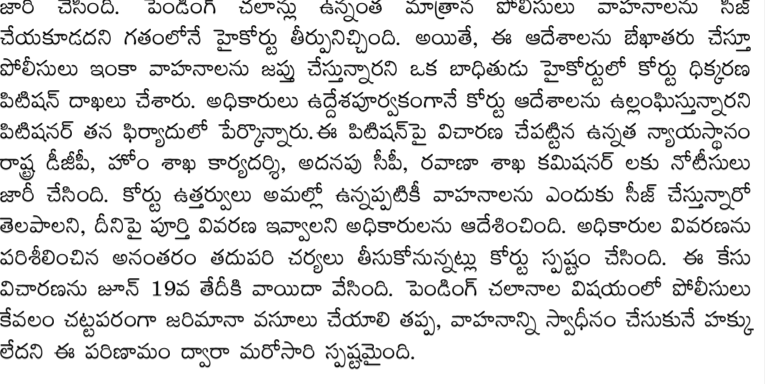 జారీ చేసింది. పెండింగ్ చలాన్లు ఉన్నంత మాత్రాన పోలీసులు వాహనాలను సీజ్
చేయకూడదని గతంలోనే హైకోర్టు తీర్పునిచ్చింది. అయితే, ఈ ఆదేశాలను బేఖాతరు చేస్తూ
పోలీసులు ఇంకా వాహనాలను జప్తు చేస్తున్నారని ఒక బాధితుడు హైకోర్టులో కోర్టు ధిక్కరణ
పిటిషన్ దాఖలు చేశారు. అధికారులు ఉద్దేశపూర్వకంగానే కోర్టు ఆదేశాలను ఉల్లంఘిస్తున్నారని
పిటిషనర్ తన ఫిర్యాదులో పేర్కొన్నారు.ఈ పిటిషన్‌పై విచారణ చేపట్టిన ఉన్నత న్యాయస్థానం
రాష్ట్ర డీజీపీ, హోం శాఖ కార్యదర్శి, అదనపు సీపీ, రవాణా శాఖ కమిషనర్ లకు నోటీసులు
జారీ చేసింది. కోర్టు ఉత్తర్వులు అమల్లో ఉన్నప్పటికీ వాహనాలను ఎందుకు సీజ్ చేస్తున్నారో
తెలపాలని, దీనిపై పూర్తి వివరణ ఇవ్వాలని అధికారులను ఆదేశించింది. అధికారుల వివరణను
పరిశీలించిన అనంతరం తదుపరి చర్యలు తీసుకోనున్నట్లు కోర్టు స్పష్టం చేసింది. ఈ కేసు
విచారణను జూన్ 19వ తేదీకి వాయిదా వేసింది. పెండింగ్ చలానాల విషయంలో పోలీసులు
కేవలం చట్టపరంగా జరిమానా వసూలు చేయాలి తప్ప, వాహనాన్ని స్వాధీనం చేసుకునే హక్కు
లేదని ఈ పరిణామం ద్వారా మరోసారి స్పష్టమైంది.